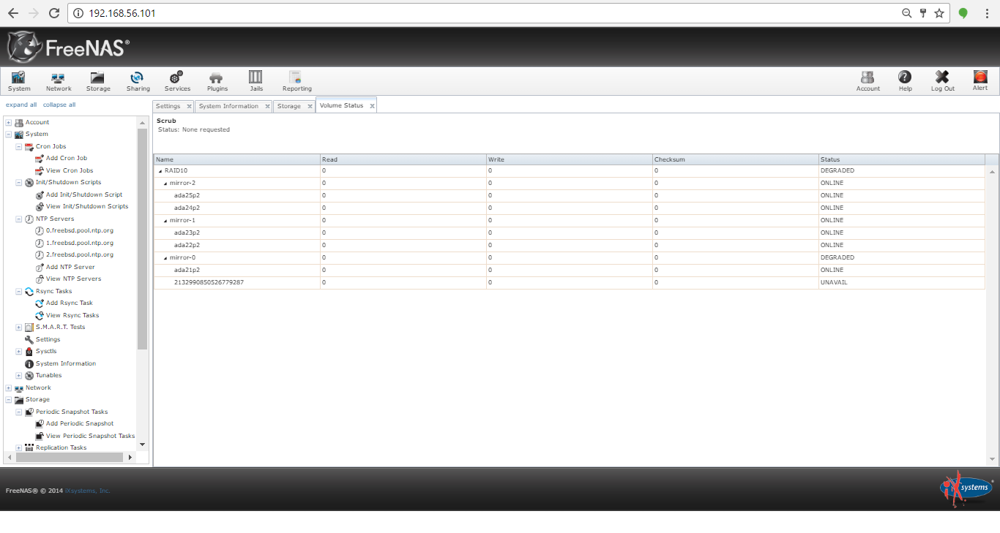 192.168.56.101
FreeNAS®
System Network Storage Sharing Services Plugins Jails Reporting Account Help Log Out Alert
expand all collapse all
Settings System Information Storage Volume Status
Account
System
Cron Jobs
Add Cron Job
View Cron Jobs
Init/Shutdown Scripts
Add Init/Shutdown Script
View Init/Shutdown Scripts
NTP Servers
0.freebsd.pool.ntp.org
1.freebsd.pool.ntp.org
2.freebsd.pool.ntp.org
Add NTP Server
View NTP Servers
Rsync Tasks
Add Rsync Task
View Rsync Tasks
S.M.A.R.T. Tests
Settings
Sysctls
System Information
Tunables
Network
Storage
Periodic Snapshot Tasks
Add Periodic Snapshot
View Periodic Snapshot Tasks
Replication Tasks
Scrub
Status: None requested
Name Read Write Checksum Status
RAID10 0 0 0 DEGRADED
mirror-2 0 0 0 ONLINE
ada25p2 0 0 0 ONLINE
ada24p2 0 0 0 ONLINE
mirror-1 0 0 0 ONLINE
ada23p2 0 0 0 ONLINE
ada22p2 0 0 0 ONLINE
mirror-0 0 0 0 DEGRADED
ada21p2 0 0 0 ONLINE
2132990850526779287 0 0 0 UNAVAIL
FreeNAS® © 2014 iXsystems, Inc.
iXsystems®